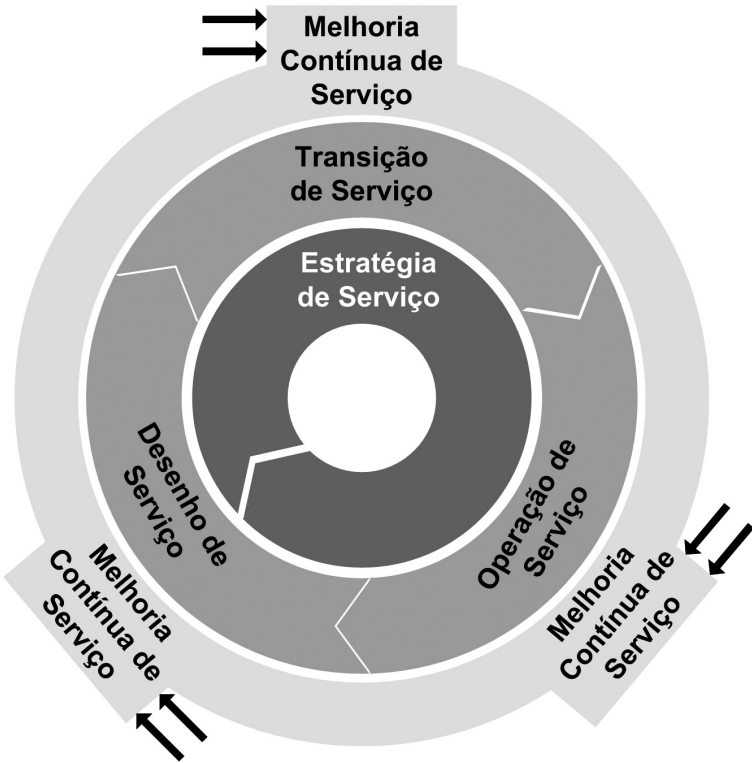 Melhoria
Contínua de
Serviço
Transição
de Serviço
Estratégia
de Serviço
Desenho de
Serviço
Operação de
Serviço
Melhoria
Contínua de
Serviço
Melhoria
Contínua de
Serviço